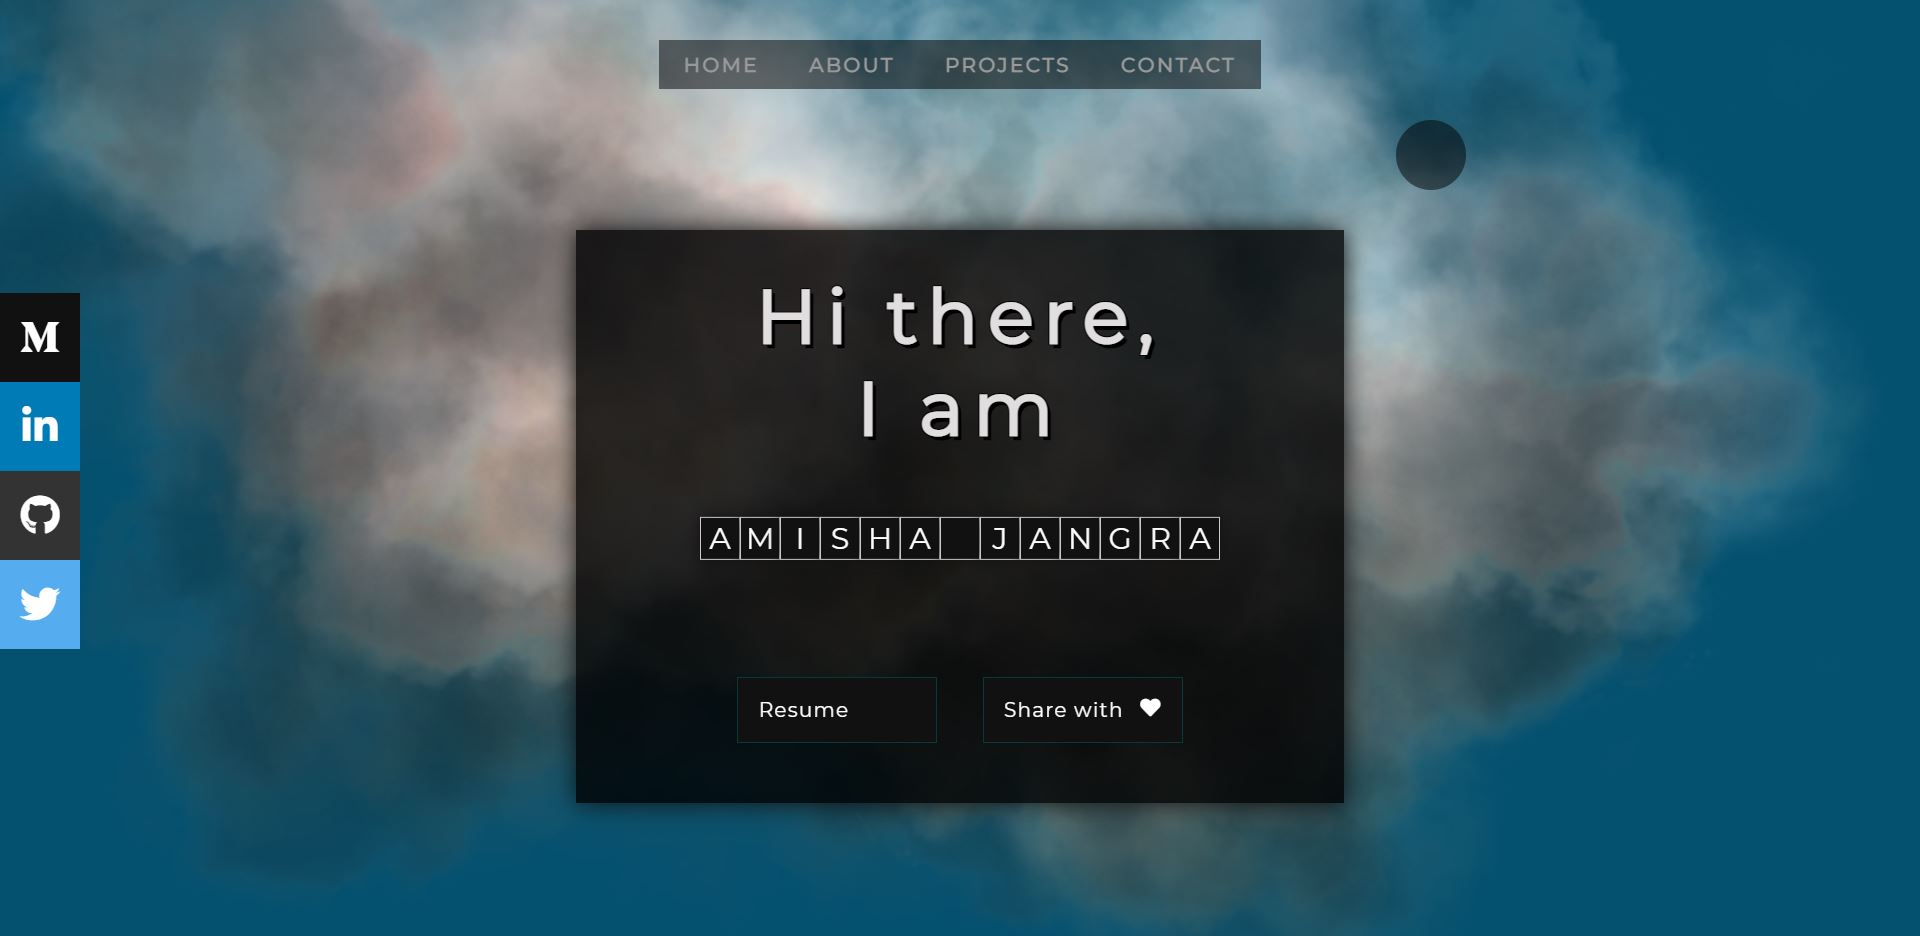 HOME ABOUT PROJECTS CONTACT
Hi there,
I am
AMISHA JANGRA
Resume
Share with
M
in